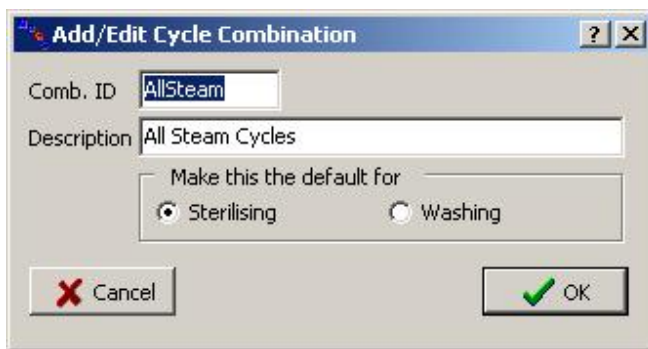 Add/Edit Cycle Combination ? X
Comb. ID AllSteam
Description All Steam Cycles
Make this the default for
Sterilising Washing
Cancel OK